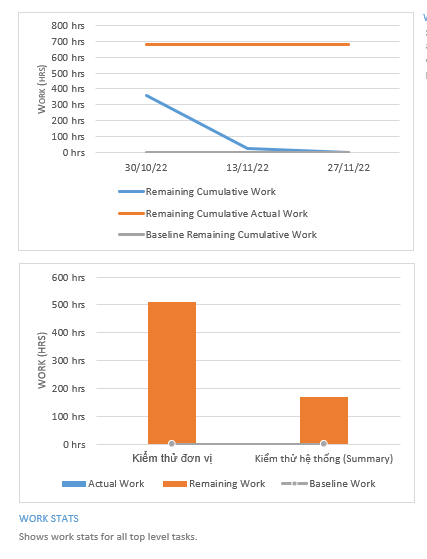 800 hrs
700 hrs
600 hrs
500 hrs
400 hrs
300 hrs
200 hrs
100 hrs
0 hrs
WORK (HRS)
30/10/22 13/11/22 27/11/22
Remaining Cumulative Work
Remaining Cumulative Actual Work
Baseline Remaining Cumulative Work
600 hrs
500 hrs
400 hrs
300 hrs
200 hrs
100 hrs
0 hrs
WORK (HRS)
Kiểm thử đơn vị Kiểm thử hệ thống (Summary)
Actual Work Remaining Work Baseline Work
WORK STATS
Shows work stats for all top level tasks.